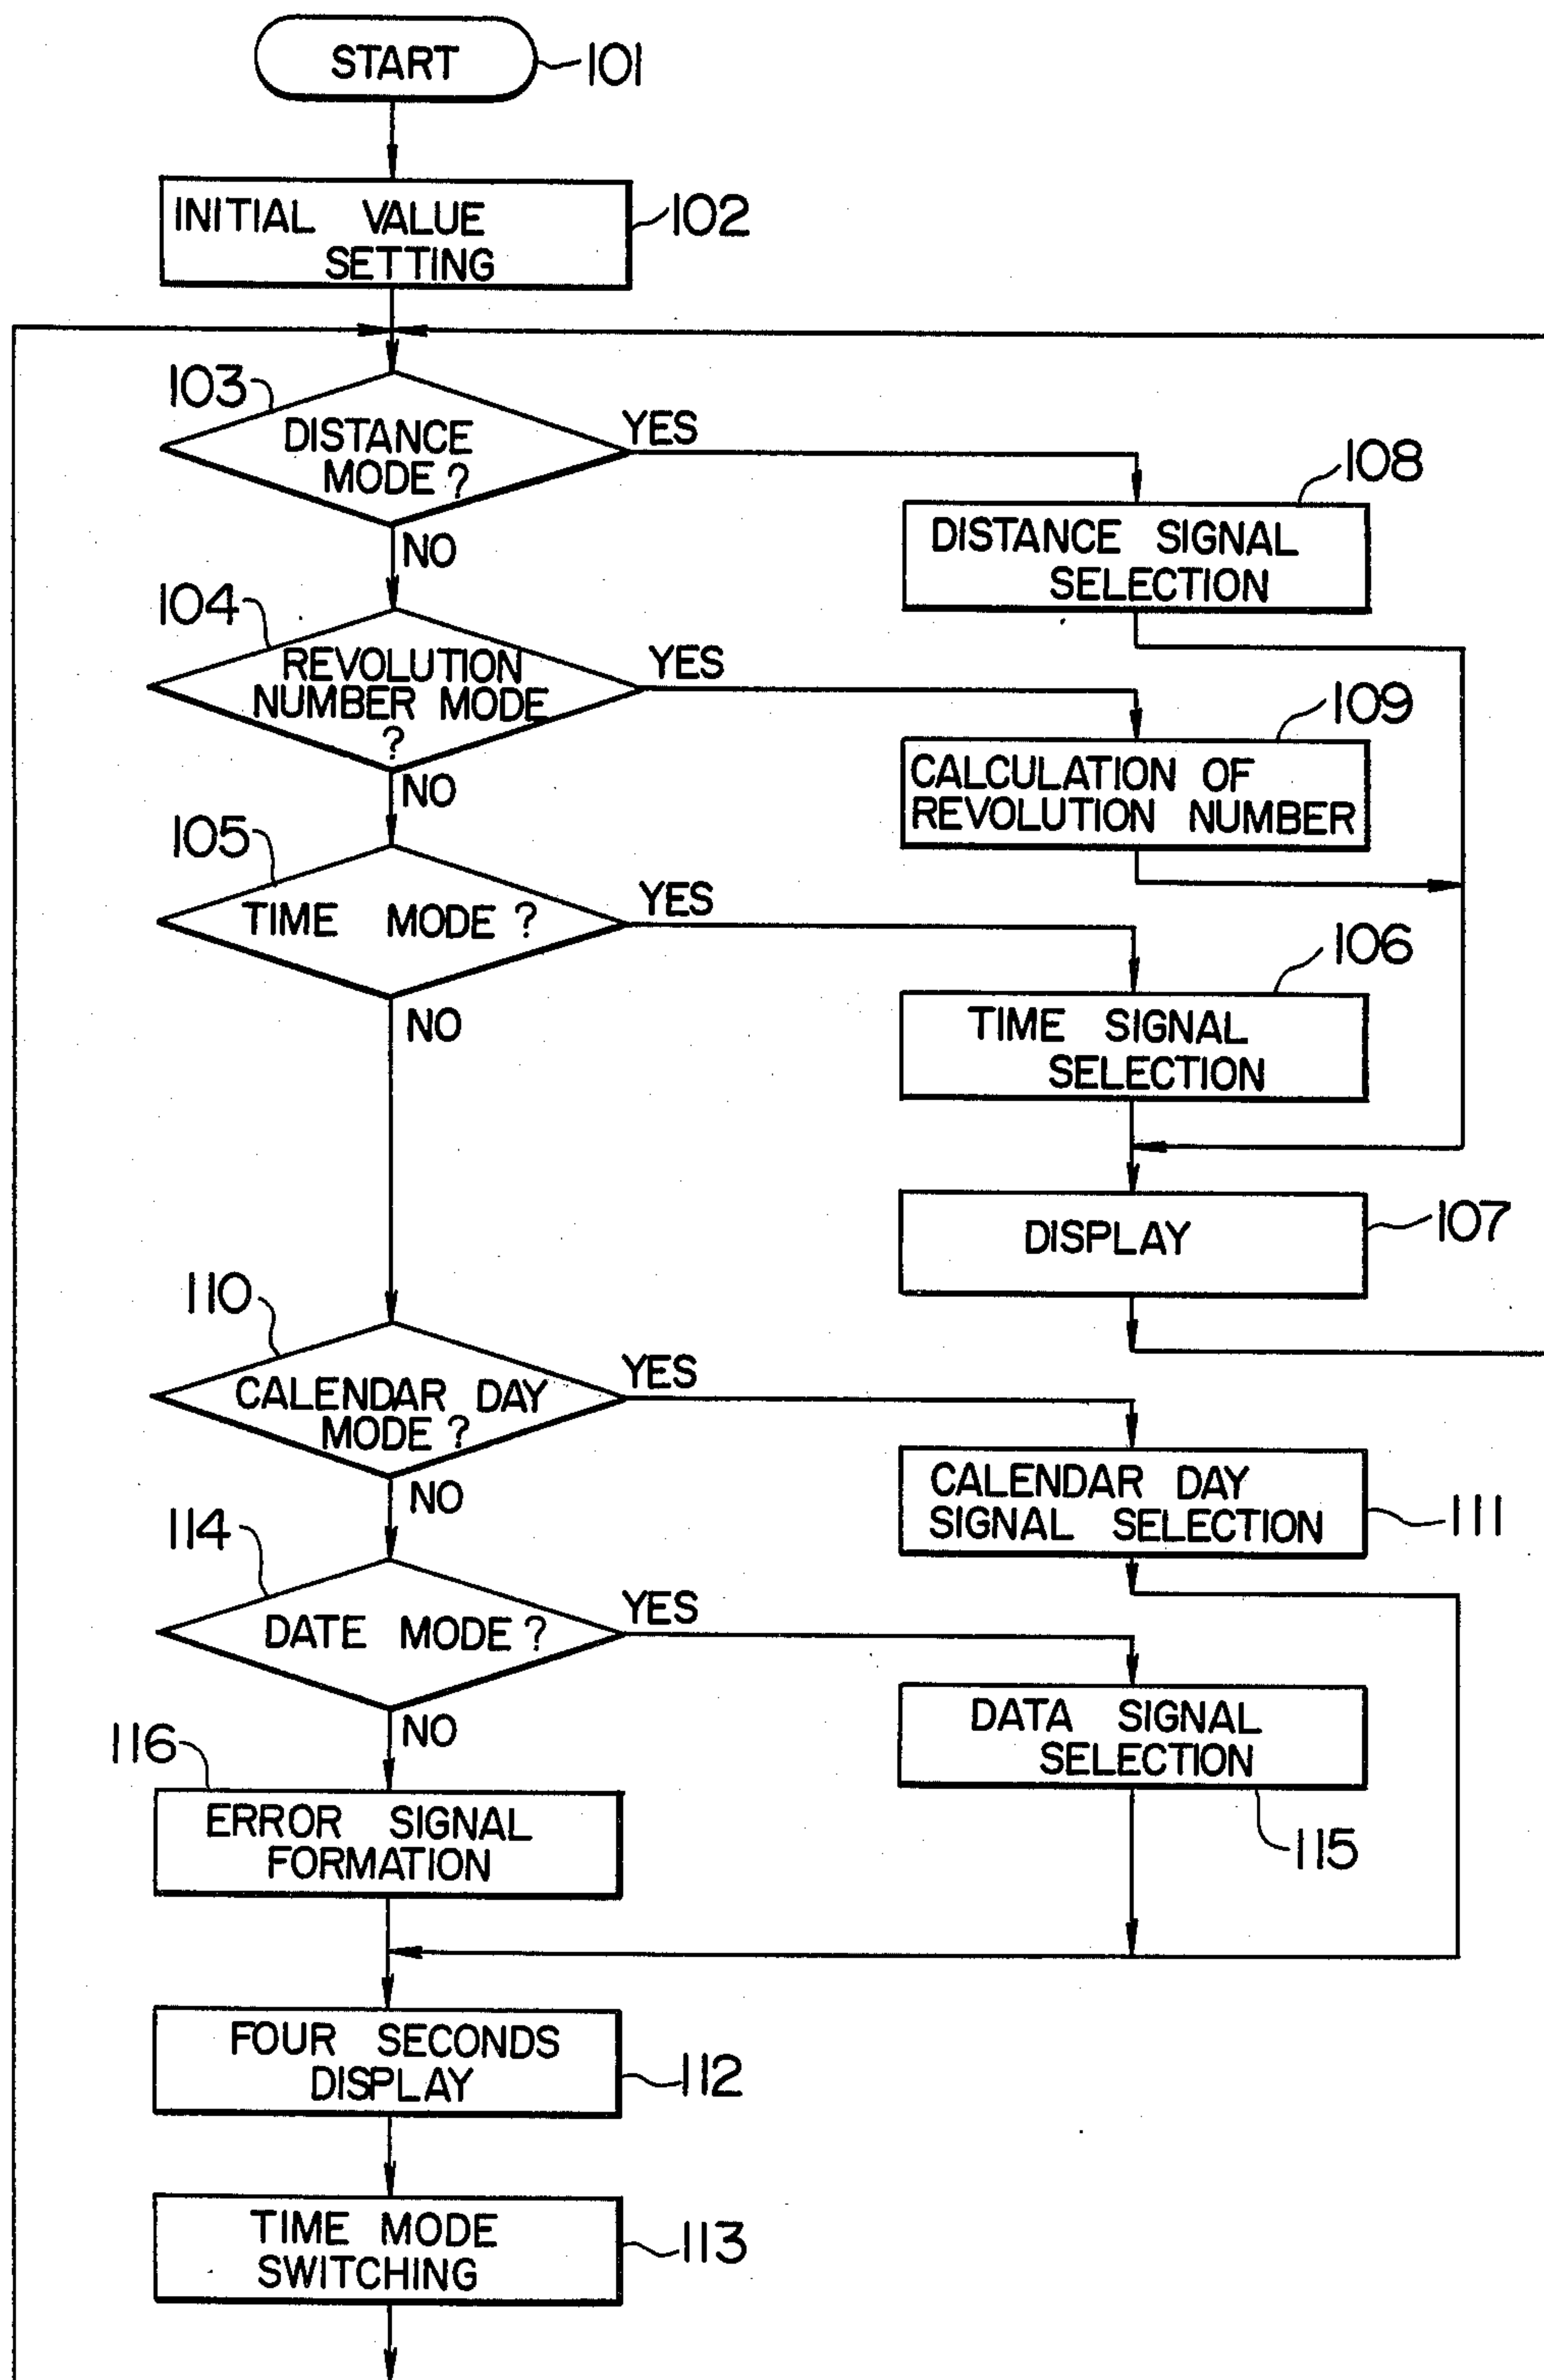 START
101
INITIAL VALUE
SETTING
102
103
DISTANCE
MODE?
YES
NO
108
DISTANCE SIGNAL
SELECTION
104
REVOLUTION
NUMBER MODE
?
YES
NO
109
CALCULATION OF
REVOLUTION NUMBER
105
TIME MODE?
YES
NO
106
TIME SIGNAL
SELECTION
DISPLAY
107
110
CALENDAR DAY
MODE?
YES
NO
CALENDAR DAY
SIGNAL SELECTION
111
114
DATE MODE?
YES
NO
DATA SIGNAL
SELECTION
115
116
ERROR SIGNAL
FORMATION
FOUR SECONDS
DISPLAY
112
TIME MODE
SWITCHING
113